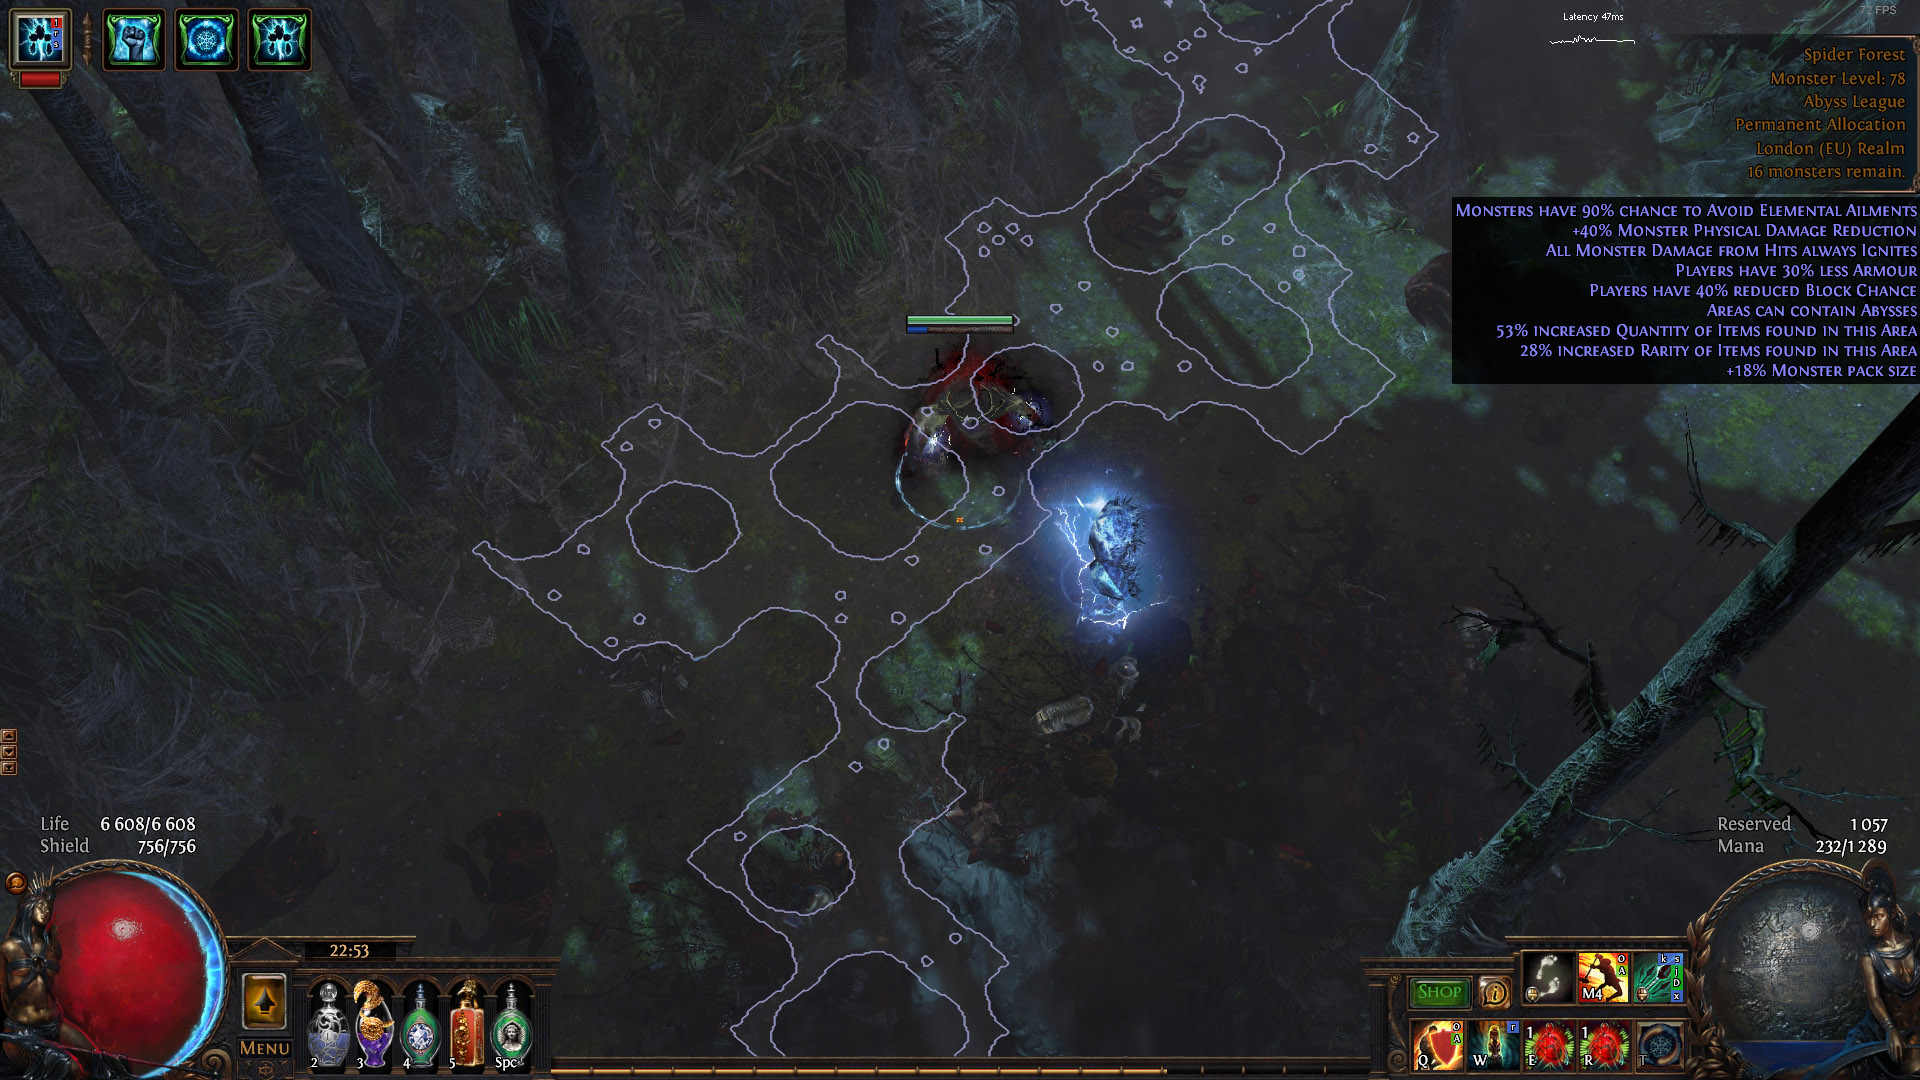 Latency 47ms
72 FPS
Spider Forest
Monster Level: 78
Abyss League
Permanent Allocation
London (EU) Realm
16 monsters remain.
Monsters have 90% chance to Avoid Elemental Ailments
+40% Monster Physical Damage Reduction
All Monster Damage from Hits always Ignites
Players have 30% less Armour
Players have 40% reduced Block Chance
Areas can contain Abysses
53% increased Quantity of Items found in this Area
28% increased Rarity of Items found in this Area
+18% Monster pack size
Life 6 608/6 608
Shield 756/756
Reserved 1 057
Mana 232/1 289
22:53
Menu
2 3 4 5 Spc
Shop
M4
Q W E R T
1 1